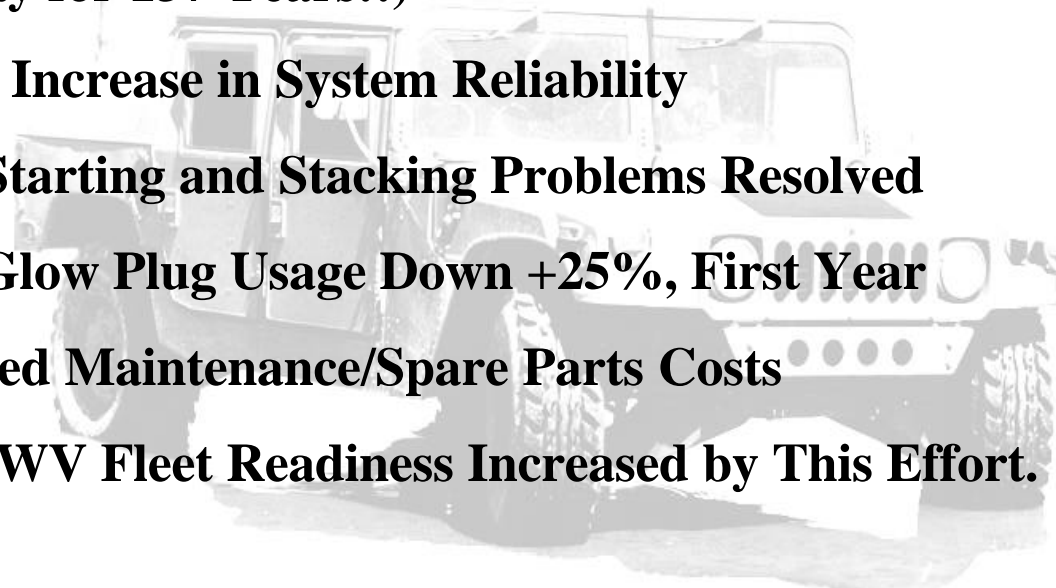 Increase in System Reliability
Starting and Stacking Problems Resolved
Glow Plug Usage Down +25%, First Year
ed Maintenance/Spare Parts Costs
WV Fleet Readiness Increased by This Effort.